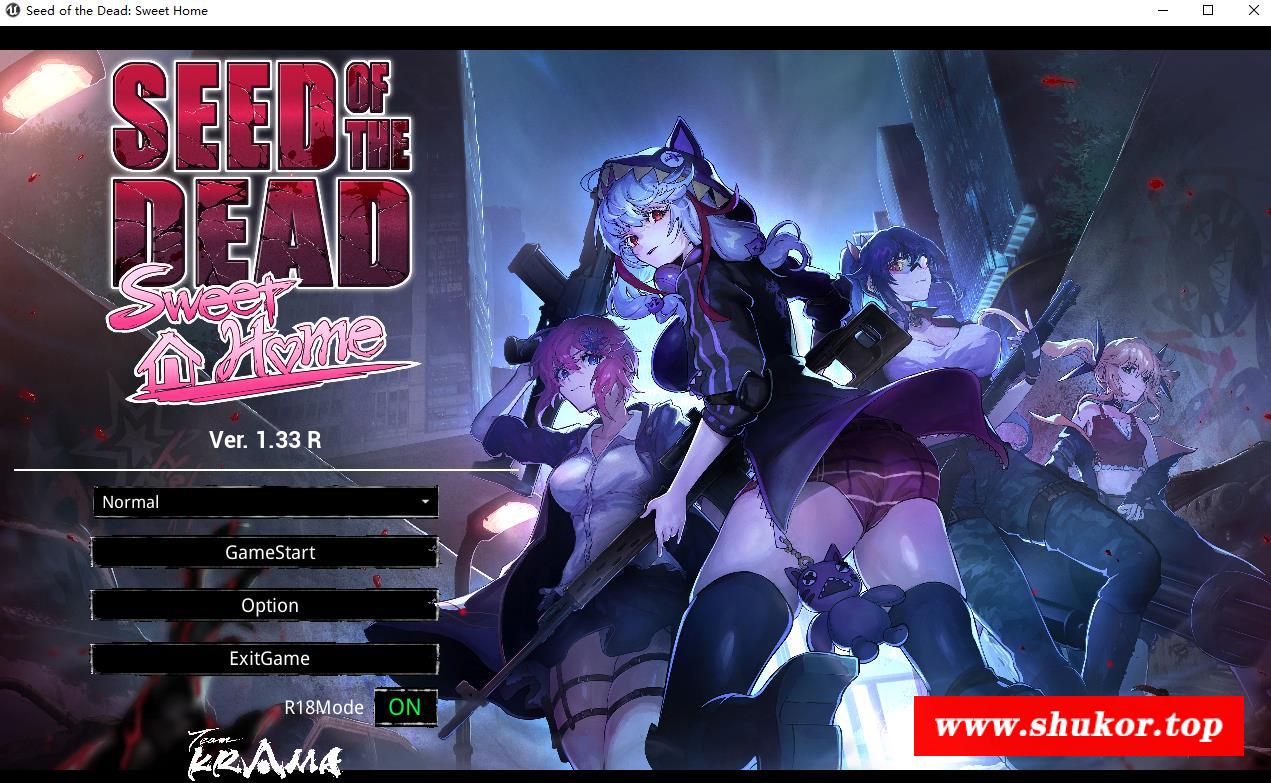 Seed of the Dead: Sweet Home
SEED OF THE
DEAD
Sweet
Home
Ver. 1.33 R
Normal
GameStart
Option
ExitGame
R18Mode ON
Team
KRAMA
www.shukor.top